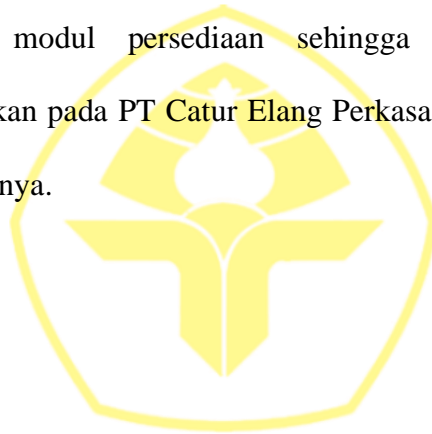 modul persediaan sehingga
kan pada PT Catur Elang Perkasa
nya.